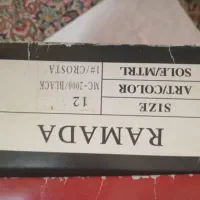 RAMADA
SIZE 12
ART/COLOR MC-2000/BLACK
SOLE/MTRL 1#/CROSTA